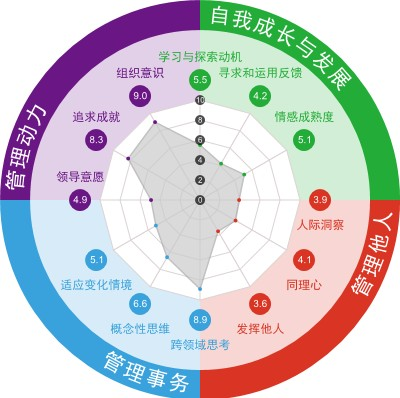 自我成长与发展
学习与探索动机
5.5
寻求和运用反馈
4.2
情感成熟度
5.1
管理他人
3.9
人际洞察
4.1
同理心
3.6
发挥他人
管理事务
8.9
跨领域思考
6.6
概念性思维
5.1
适应变化情境
管理动力
领导意愿
4.9
追求成就
8.3
组织意识
9.0
10
8
6
4
2
0